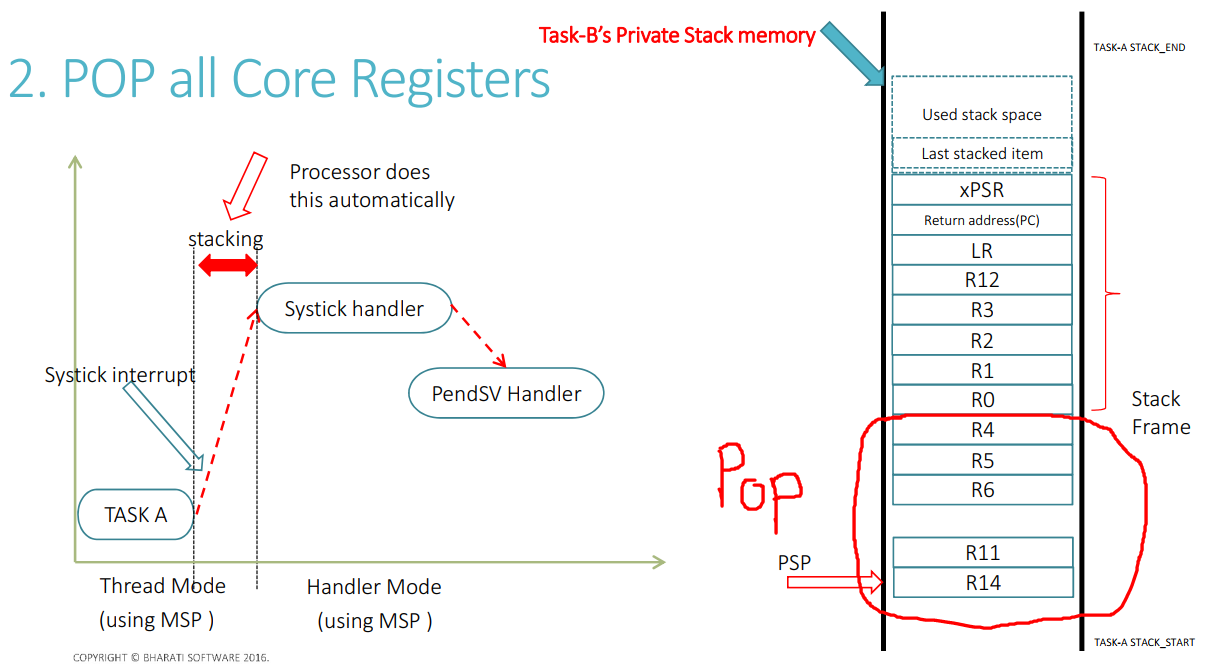 2. POP all Core Registers
Processor does
this automatically
stacking
Systick handler
Systick interrupt
PendSV Handler
TASK A
Thread Mode
(using MSP )
Handler Mode
(using MSP )
COPYRIGHT © BHARATI SOFTWARE 2016.
Task-B's Private Stack memory
TASK-A STACK_END
Used stack space
Last stacked item
xPSR
Return address(PC)
LR
R12
R3
R2
R1
R0
Stack
Frame
R4
R5
R6
POP
R11
PSP
R14
TASK-A STACK_START